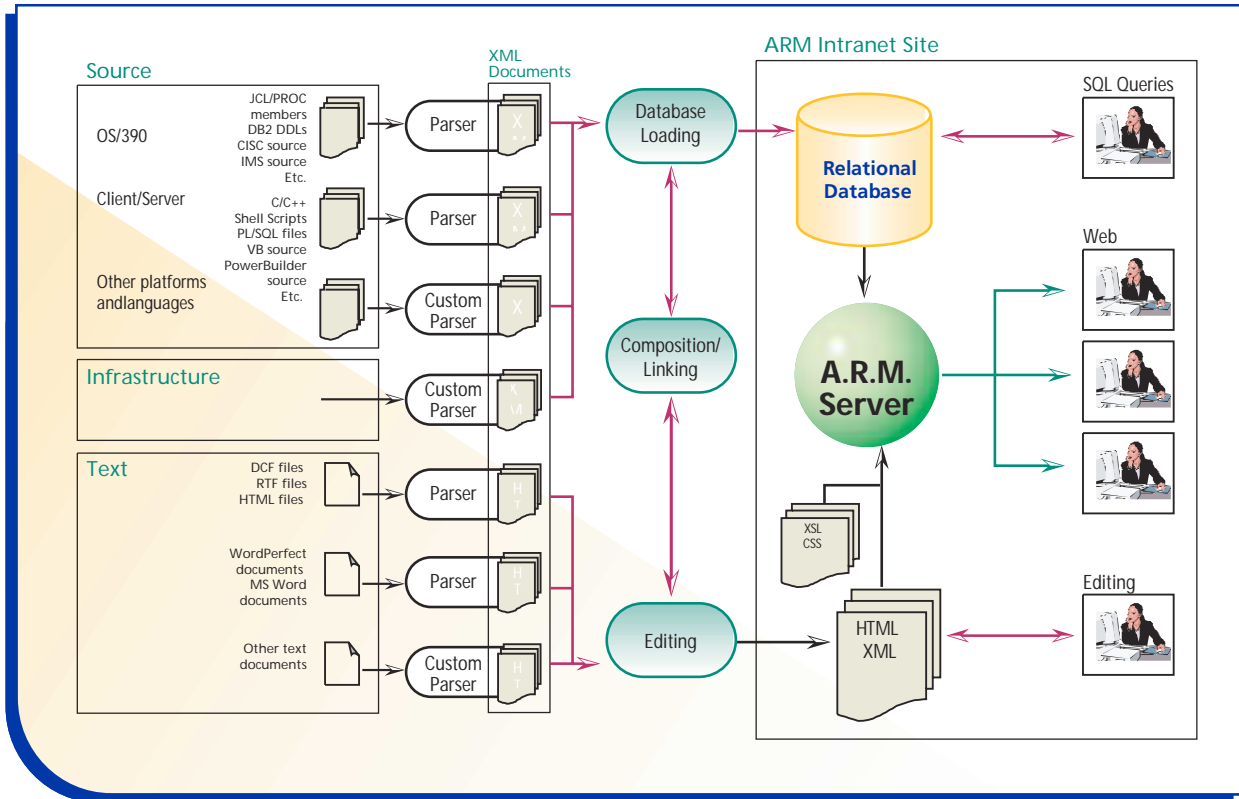 ARM Intranet Site
XML
Documents
Source
SQL Queries
OS/390
JCL/PROC
members
DB2 DDLs
CISC source
IMS source
Etc.
Parser
X
Database
Loading
Relational
Database
Client/Server
C/C++
Shell Scripts
PL/SQL files
VB source
PowerBuilder
source
Etc.
Parser
X
Web
Other platforms
andlanguages
Custom
Parser
X
Composition/
Linking
A.R.M.
Server
Infrastructure
Custom
Parser
Text
DCF files
RTF files
HTML files
Parser
H
T
XSL
CSS
WordPerfect
documents
MS Word
documents
Parser
H
T
Editing
HTML
XML
Editing
Other text
documents
Custom
Parser
H
T